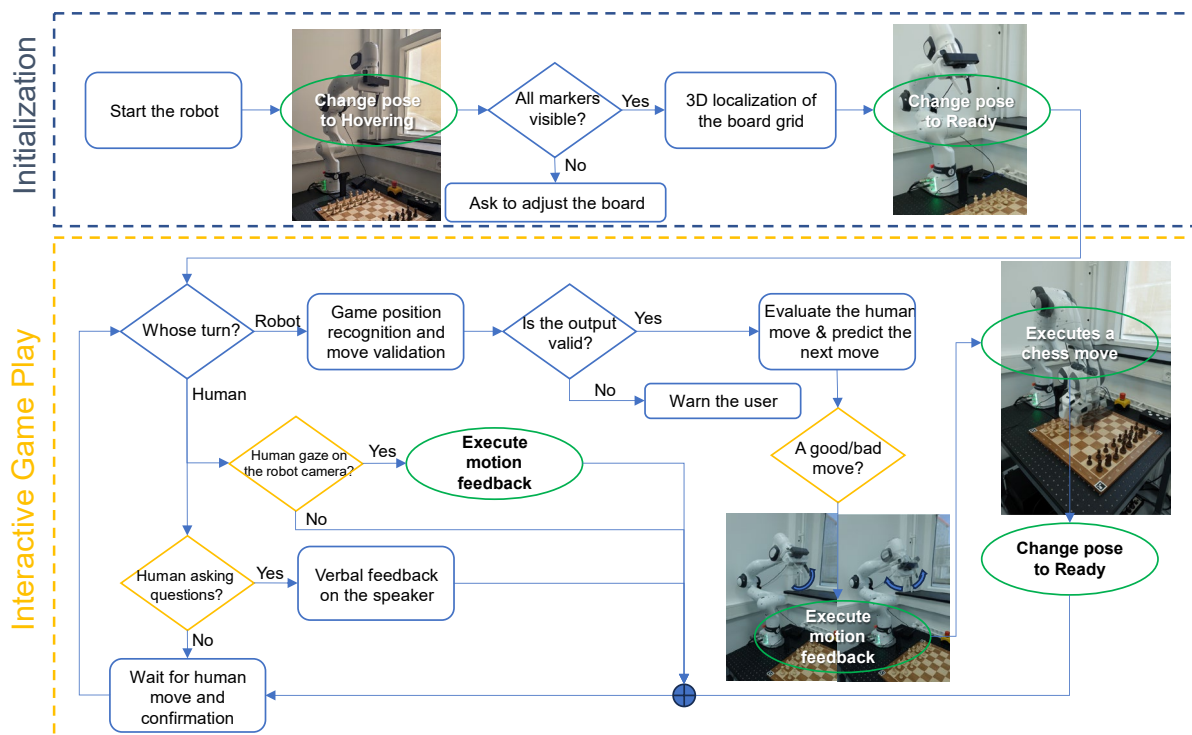 Initialization
Start the robot
Change pose
to Hovering
All markers
visible?
Yes
No
Ask to adjust the board
3D localization of
the board grid
Change pose
to Ready
Interactive Game Play
Whose turn?
Robot
Human
Game position
recognition and
move validation
Is the output
valid?
Yes
No
Warn the user
Evaluate the human
move & predict the
next move
A good/bad
move?
Execute
motion
feedback
Executes a
chess move
Change pose
to Ready
Human gaze on
the robot camera?
Yes
No
Execute
motion
feedback
Human asking
questions?
Yes
No
Verbal feedback
on the speaker
Wait for human
move and
confirmation